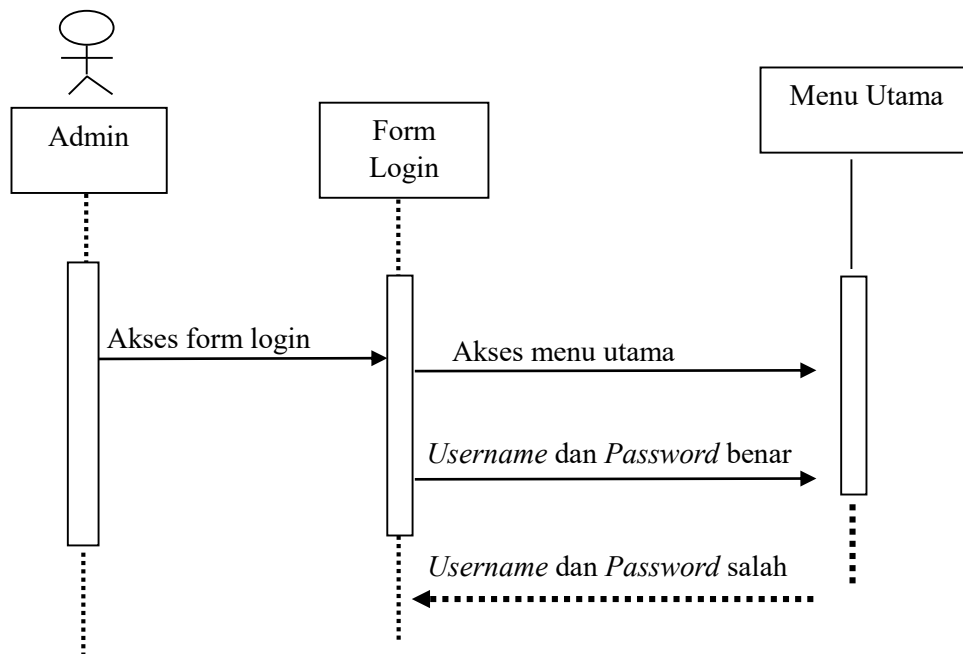 Admin
Form
Login
Menu Utama
Akses form login
Akses menu utama
Username dan Password benar
Username dan Password salah